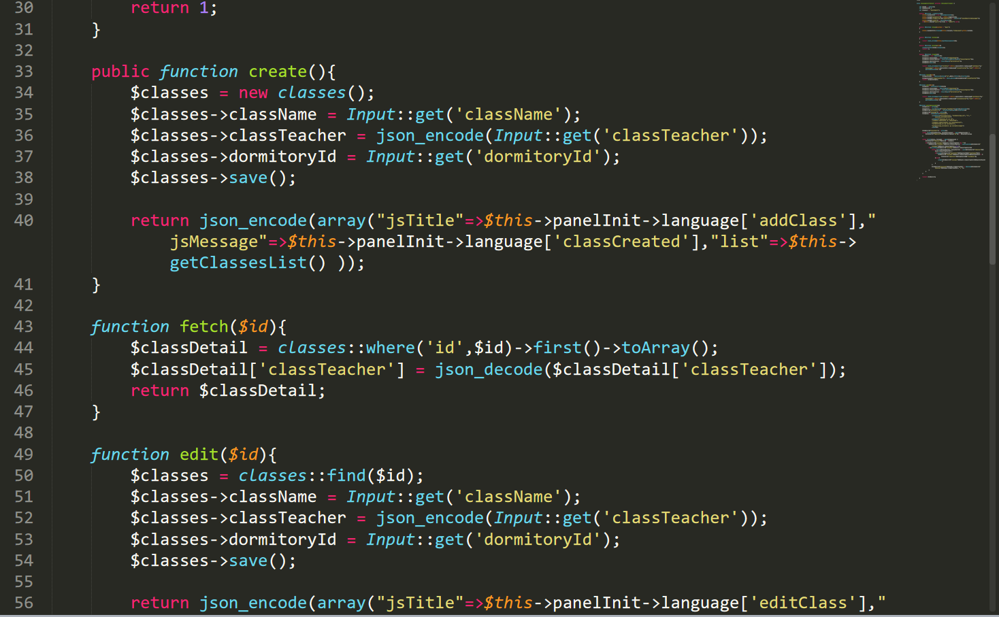 30 return 1;
31 }
32
33 public function create(){
34 $classes = new classes();
35 $classes->className = Input::get('className');
36 $classes->classTeacher = json_encode(Input::get('classTeacher'));
37 $classes->dormitoryId = Input::get('dormitoryId');
38 $classes->save();
39
40 return json_encode(array("jsTitle"=>$this->panelInit->language['addClass'],"
jsMessage"=>$this->panelInit->language['classCreated'],"list"=>$this->
getClassesList() ));
41 }
42
43 function fetch($id){
44 $classDetail = classes::where('id',$id)->first()->toArray();
45 $classDetail['classTeacher'] = json_decode($classDetail['classTeacher']);
46 return $classDetail;
47 }
48
49 function edit($id){
50 $classes = classes::find($id);
51 $classes->className = Input::get('className');
52 $classes->classTeacher = json_encode(Input::get('classTeacher'));
53 $classes->dormitoryId = Input::get('dormitoryId');
54 $classes->save();
55
56 return json_encode(array("jsTitle"=>$this->panelInit->language['editClass'],"